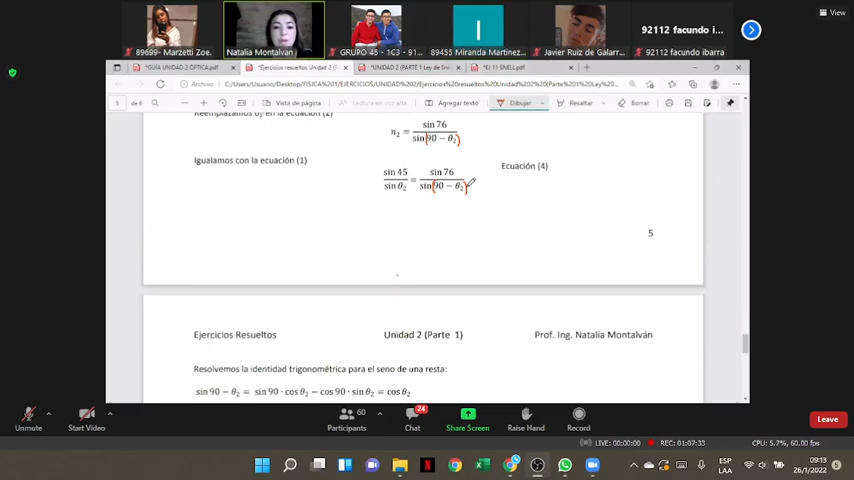 View
89699- Marzetti Zoe.
Natalia Montalvan
GRUPO 45 - 1C3 - 91...
I
89455 Miranda Martinez...
Javier Ruiz de Galarr...
92112 facundo i...
92112 facundo ibarra
*GUÍA UNIDAD 2 ÓPTICA.pdf
*Ejercicios resueltos Unidad 2 (P
*UNIDAD 2 (PARTE 1 Ley de Sn
*EJ 11 SNELL.pdf
Archivo
C:/Users/Usuario/Desktop/FISICA%201/EJERCICIOS/UNIDAD%202/Ejercicios%20resueltos%20Unidad%202%20(Parte%201%20)Ley...
5 de 6
Vista de página
Lectura en voz alta
Agregar texto
Dibujar
Resaltar
Borrar
Reemplazamos θ₂ en la ecuación (2)
n₂ = sin 76 / sin(90 − θ₂)
Igualamos con la ecuación (1)
sin 45 / sin θ₂ = sin 76 / sin(90 − θ₂)
Ecuación (4)
5
Ejercicios Resueltos
Unidad 2 (Parte 1)
Prof. Ing. Natalia Montalván
Resolvemos la identidad trigonométrica para el seno de una resta:
sin 90 − θ₂ = sin 90 · cos θ₂ − cos 90 · sin θ₂ = cos θ₂
Unmute
Start Video
60
Participants
24
Chat
Share Screen
Raise Hand
Record
Leave
LIVE: 00:00:00
REC: 01:07:33
CPU: 5.7%, 60.00 fps
ESP
LAA
09:13
26/1/2022